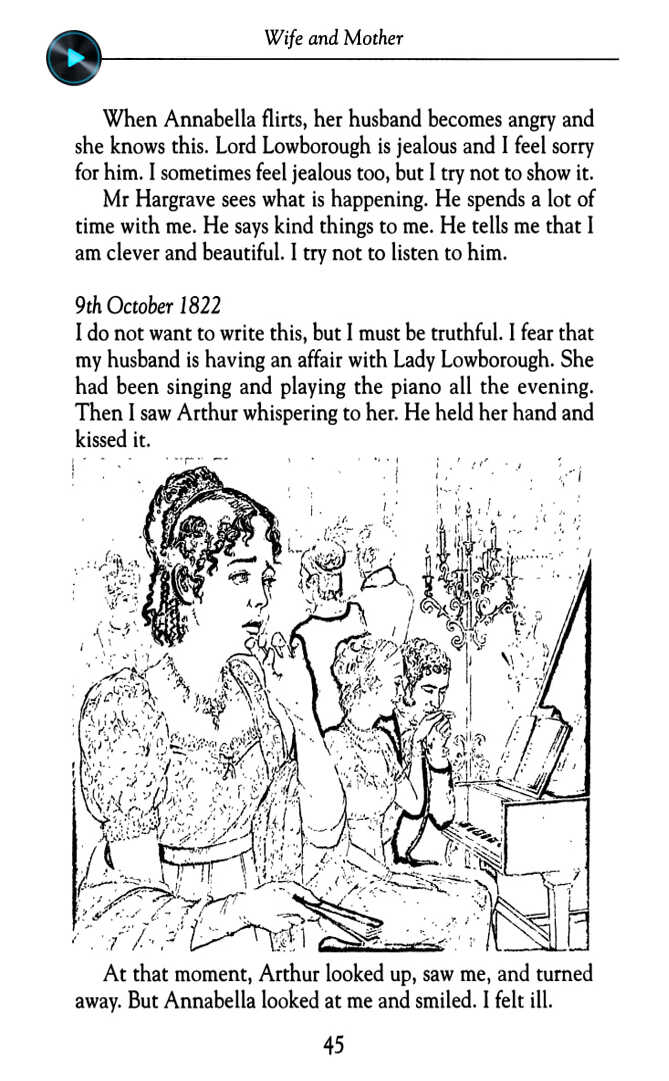 Wife and Mother
When Annabella flirts, her husband becomes angry and
she knows this. Lord Lowborough is jealous and I feel sorry
for him. I sometimes feel jealous too, but I try not to show it.
Mr Hargrave sees what is happening. He spends a lot of
time with me. He says kind things to me. He tells me that I
am clever and beautiful. I try not to listen to him.
9th October 1822
I do not want to write this, but I must be truthful. I fear that
my husband is having an affair with Lady Lowborough. She
had been singing and playing the piano all the evening.
Then I saw Arthur whispering to her. He held her hand and
kissed it.
At that moment, Arthur looked up, saw me, and turned
away. But Annabella looked at me and smiled. I felt ill.
45